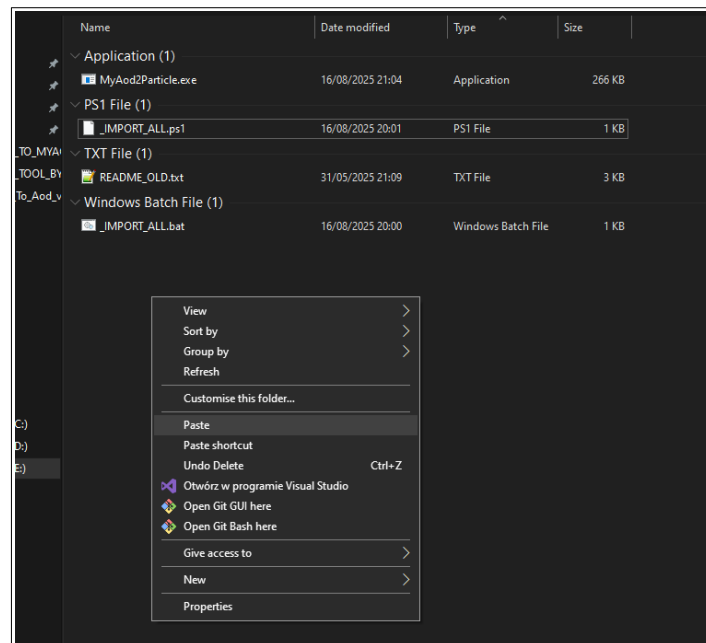 Name Date modified Type Size
Application (1)
MyAod2Particle.exe 16/08/2025 21:04 Application 266 KB
PS1 File (1)
_IMPORT_ALL.ps1 16/08/2025 20:01 PS1 File 1 KB
_TO_MYA
TXT File (1)
_TOOL_BY
README_OLD.txt 31/05/2025 21:09 TXT File 3 KB
_To_Aod_v
Windows Batch File (1)
_IMPORT_ALL.bat 16/08/2025 20:00 Windows Batch File 1 KB
View
Sort by
Group by
Refresh
Customise this folder...
C:)
Paste
D:)
Paste shortcut
E:)
Undo Delete Ctrl+Z
Otwórz w programie Visual Studio
Open Git GUI here
Open Git Bash here
Give access to
New
Properties